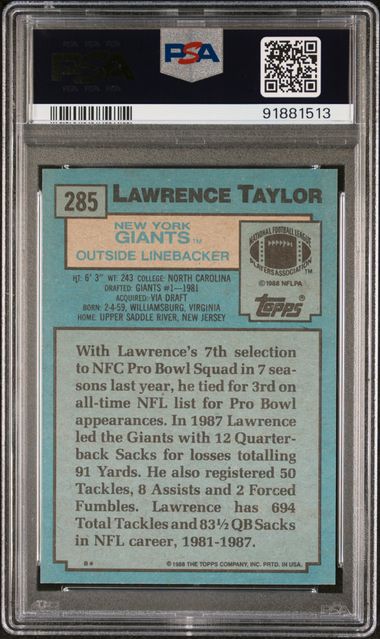 PSA
PSA
91881513
285
LAWRENCE TAYLOR
NEW YORK
GIANTS™
OUTSIDE LINEBACKER
NATIONAL FOOTBALL LEAGUE
PLAYERS ASSOCIATION
©1988 NFLPA
topps®
HT: 6' 3" WT: 243 COLLEGE: NORTH CAROLINA
DRAFTED: GIANTS #1—1981
ACQUIRED: VIA DRAFT
BORN: 2-4-59, WILLIAMSBURG, VIRGINIA
HOME: UPPER SADDLE RIVER, NEW JERSEY
With Lawrence's 7th selection
to NFC Pro Bowl Squad in 7 sea-
sons last year, he tied for 3rd on
all-time NFL list for Pro Bowl
appearances. In 1987 Lawrence
led the Giants with 12 Quarter-
back Sacks for losses totalling
91 Yards. He also registered 50
Tackles, 8 Assists and 2 Forced
Fumbles. Lawrence has 694
Total Tackles and 83½ QB Sacks
in NFL career, 1981-1987.
B*
©1988 THE TOPPS COMPANY, INC. PRTD. IN USA.